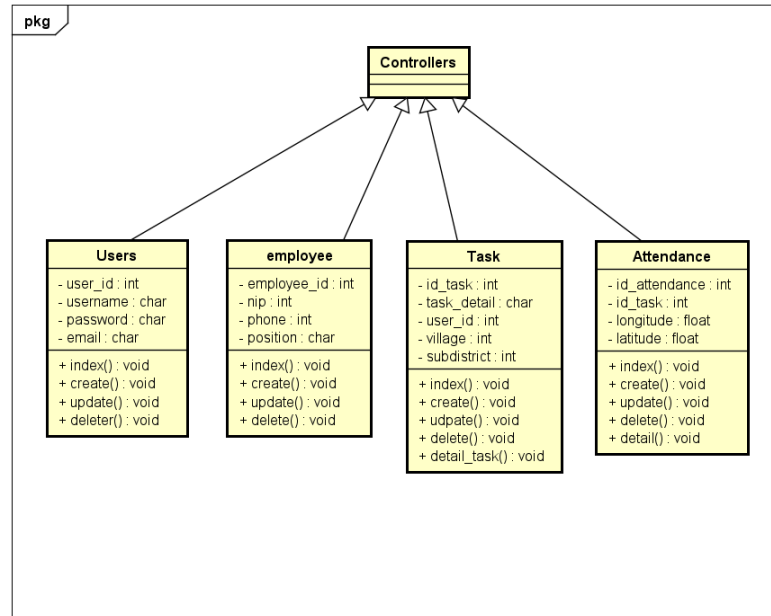 pkg
Controllers
Users
- user_id : int
- username : char
- password : char
- email : char
+ index() : void
+ create() : void
+ update() : void
+ deleter() : void
employee
- employee_id : int
- nip : int
- phone : int
- position : char
+ index() : void
+ create() : void
+ update() : void
+ delete() : void
Task
- id_task : int
- task_detail : char
- user_id : int
- village : int
- subdistrict : int
+ index() : void
+ create() : void
+ udpate() : void
+ delete() : void
+ detail_task() : void
Attendance
- id_attendance : int
- id_task : int
- longitude : float
- latitude : float
+ index() : void
+ create() : void
+ update() : void
+ delete() : void
+ detail() : void